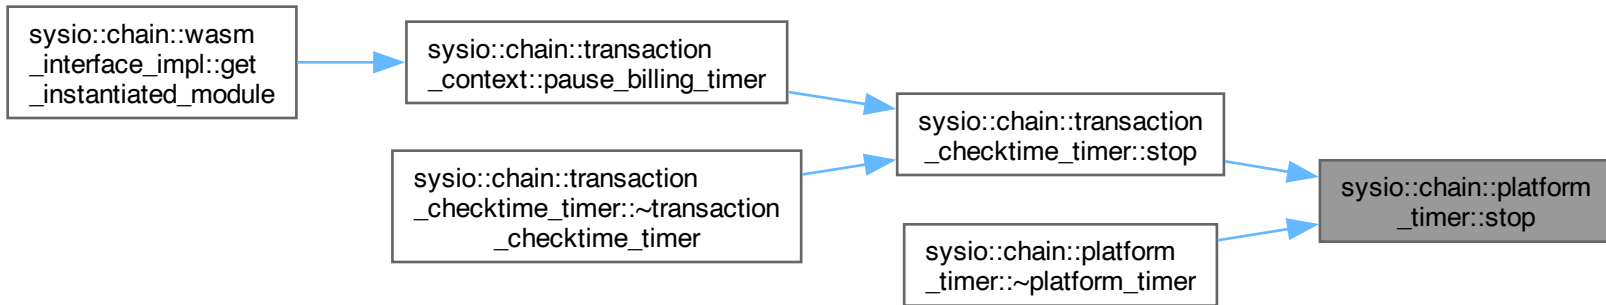 sysio::chain::wasm
_interface_impl::get
_instantiated_module
sysio::chain::transaction
_context::pause_billing_timer
sysio::chain::transaction
_checktime_timer::~transaction
_checktime_timer
sysio::chain::transaction
_checktime_timer::stop
sysio::chain::platform
_timer::~platform_timer
sysio::chain::platform
_timer::stop